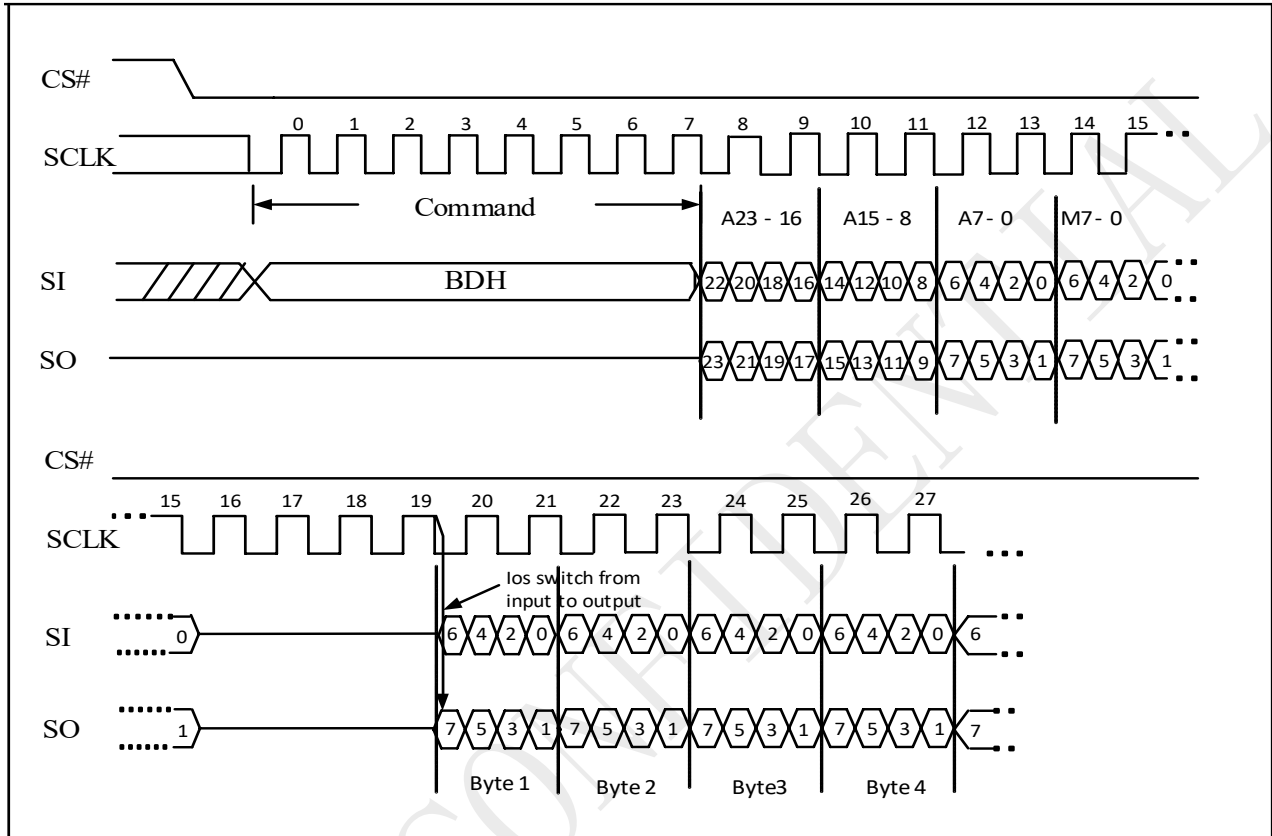 CS#
0 1 2 3 4 5 6 7 8 9 10 11 12 13 14 15
SCLK
Command
A23 - 16 A15 - 8 A7- 0 M7- 0
SI BDH 22 20 18 16 14 12 10 8 6 4 2 0 6 4 2 0
SO 23 21 19 17 15 13 11 9 7 5 3 1 7 5 3 1
CS#
15 16 17 18 19 20 21 22 23 24 25 26 27
SCLK
Ios switch from
input to output
SI 0 6 4 2 0 6 4 2 0 6 4 2 0 6 4 2 0 6
SO 1 7 5 3 1 7 5 3 1 7 5 3 1 7 5 3 1 7
Byte 1 Byte 2 Byte3 Byte 4
CONFIDENTIAL